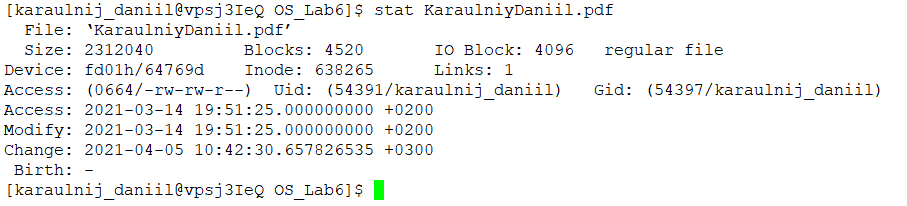 [karaulnij_daniil@vpsj3IeQ OS_Lab6]$ stat KaraulniyDaniil.pdf
  File: ‘KaraulniyDaniil.pdf’
  Size: 2312040         Blocks: 4520       IO Block: 4096   regular file
Device: fd01h/64769d    Inode: 638265      Links: 1
Access: (0664/-rw-rw-r--)  Uid: (54391/karaulnij_daniil)   Gid: (54397/karaulnij_daniil)
Access: 2021-03-14 19:51:25.000000000 +0200
Modify: 2021-03-14 19:51:25.000000000 +0200
Change: 2021-04-05 10:42:30.657826535 +0300
 Birth: -
[karaulnij_daniil@vpsj3IeQ OS_Lab6]$